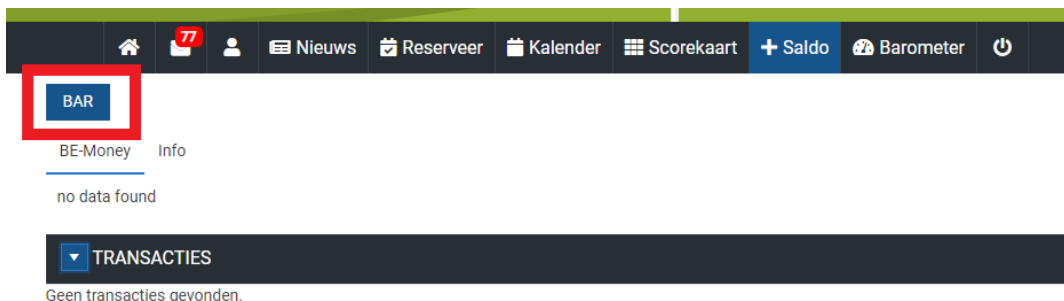 77
Nieuws Reserveer Kalender Scorekaart + Saldo Barometer
BAR
BE-Money Info
no data found
TRANSACTIES
Geen transacties gevonden.